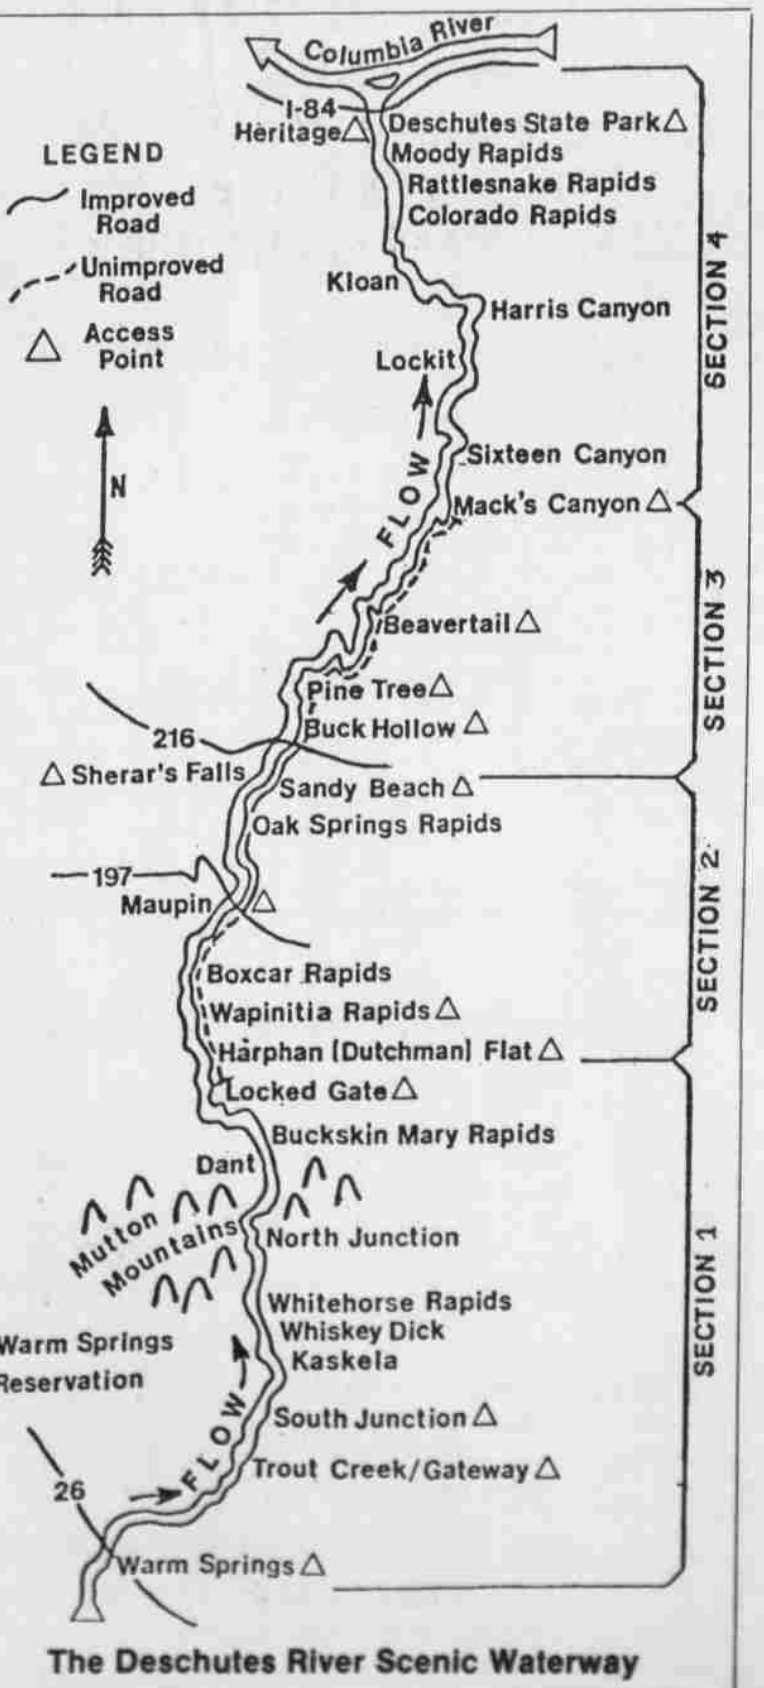 Columbia River
I-84
Heritage
Deschutes State Park
Moody Rapids
Rattlesnake Rapids
Colorado Rapids
LEGEND
Improved
Road
Unimproved
Road
Access
Point
N
Kloan
Harris Canyon
Lockit
SECTION 4
FLOW
Sixteen Canyon
Mack's Canyon
Beavertail
SECTION 3
Pine Tree
Buck Hollow
216
Sherar's Falls
Sandy Beach
Oak Springs Rapids
197
Maupin
SECTION 2
Boxcar Rapids
Wapinitia Rapids
Harphan (Dutchman) Flat
Locked Gate
Buckskin Mary Rapids
Dant
Mutton
Mountains
North Junction
SECTION 1
Whitehorse Rapids
Whiskey Dick
Kaskela
Warm Springs
Reservation
FLOW
South Junction
Trout Creek/Gateway
26
Warm Springs
The Deschutes River Scenic Waterway